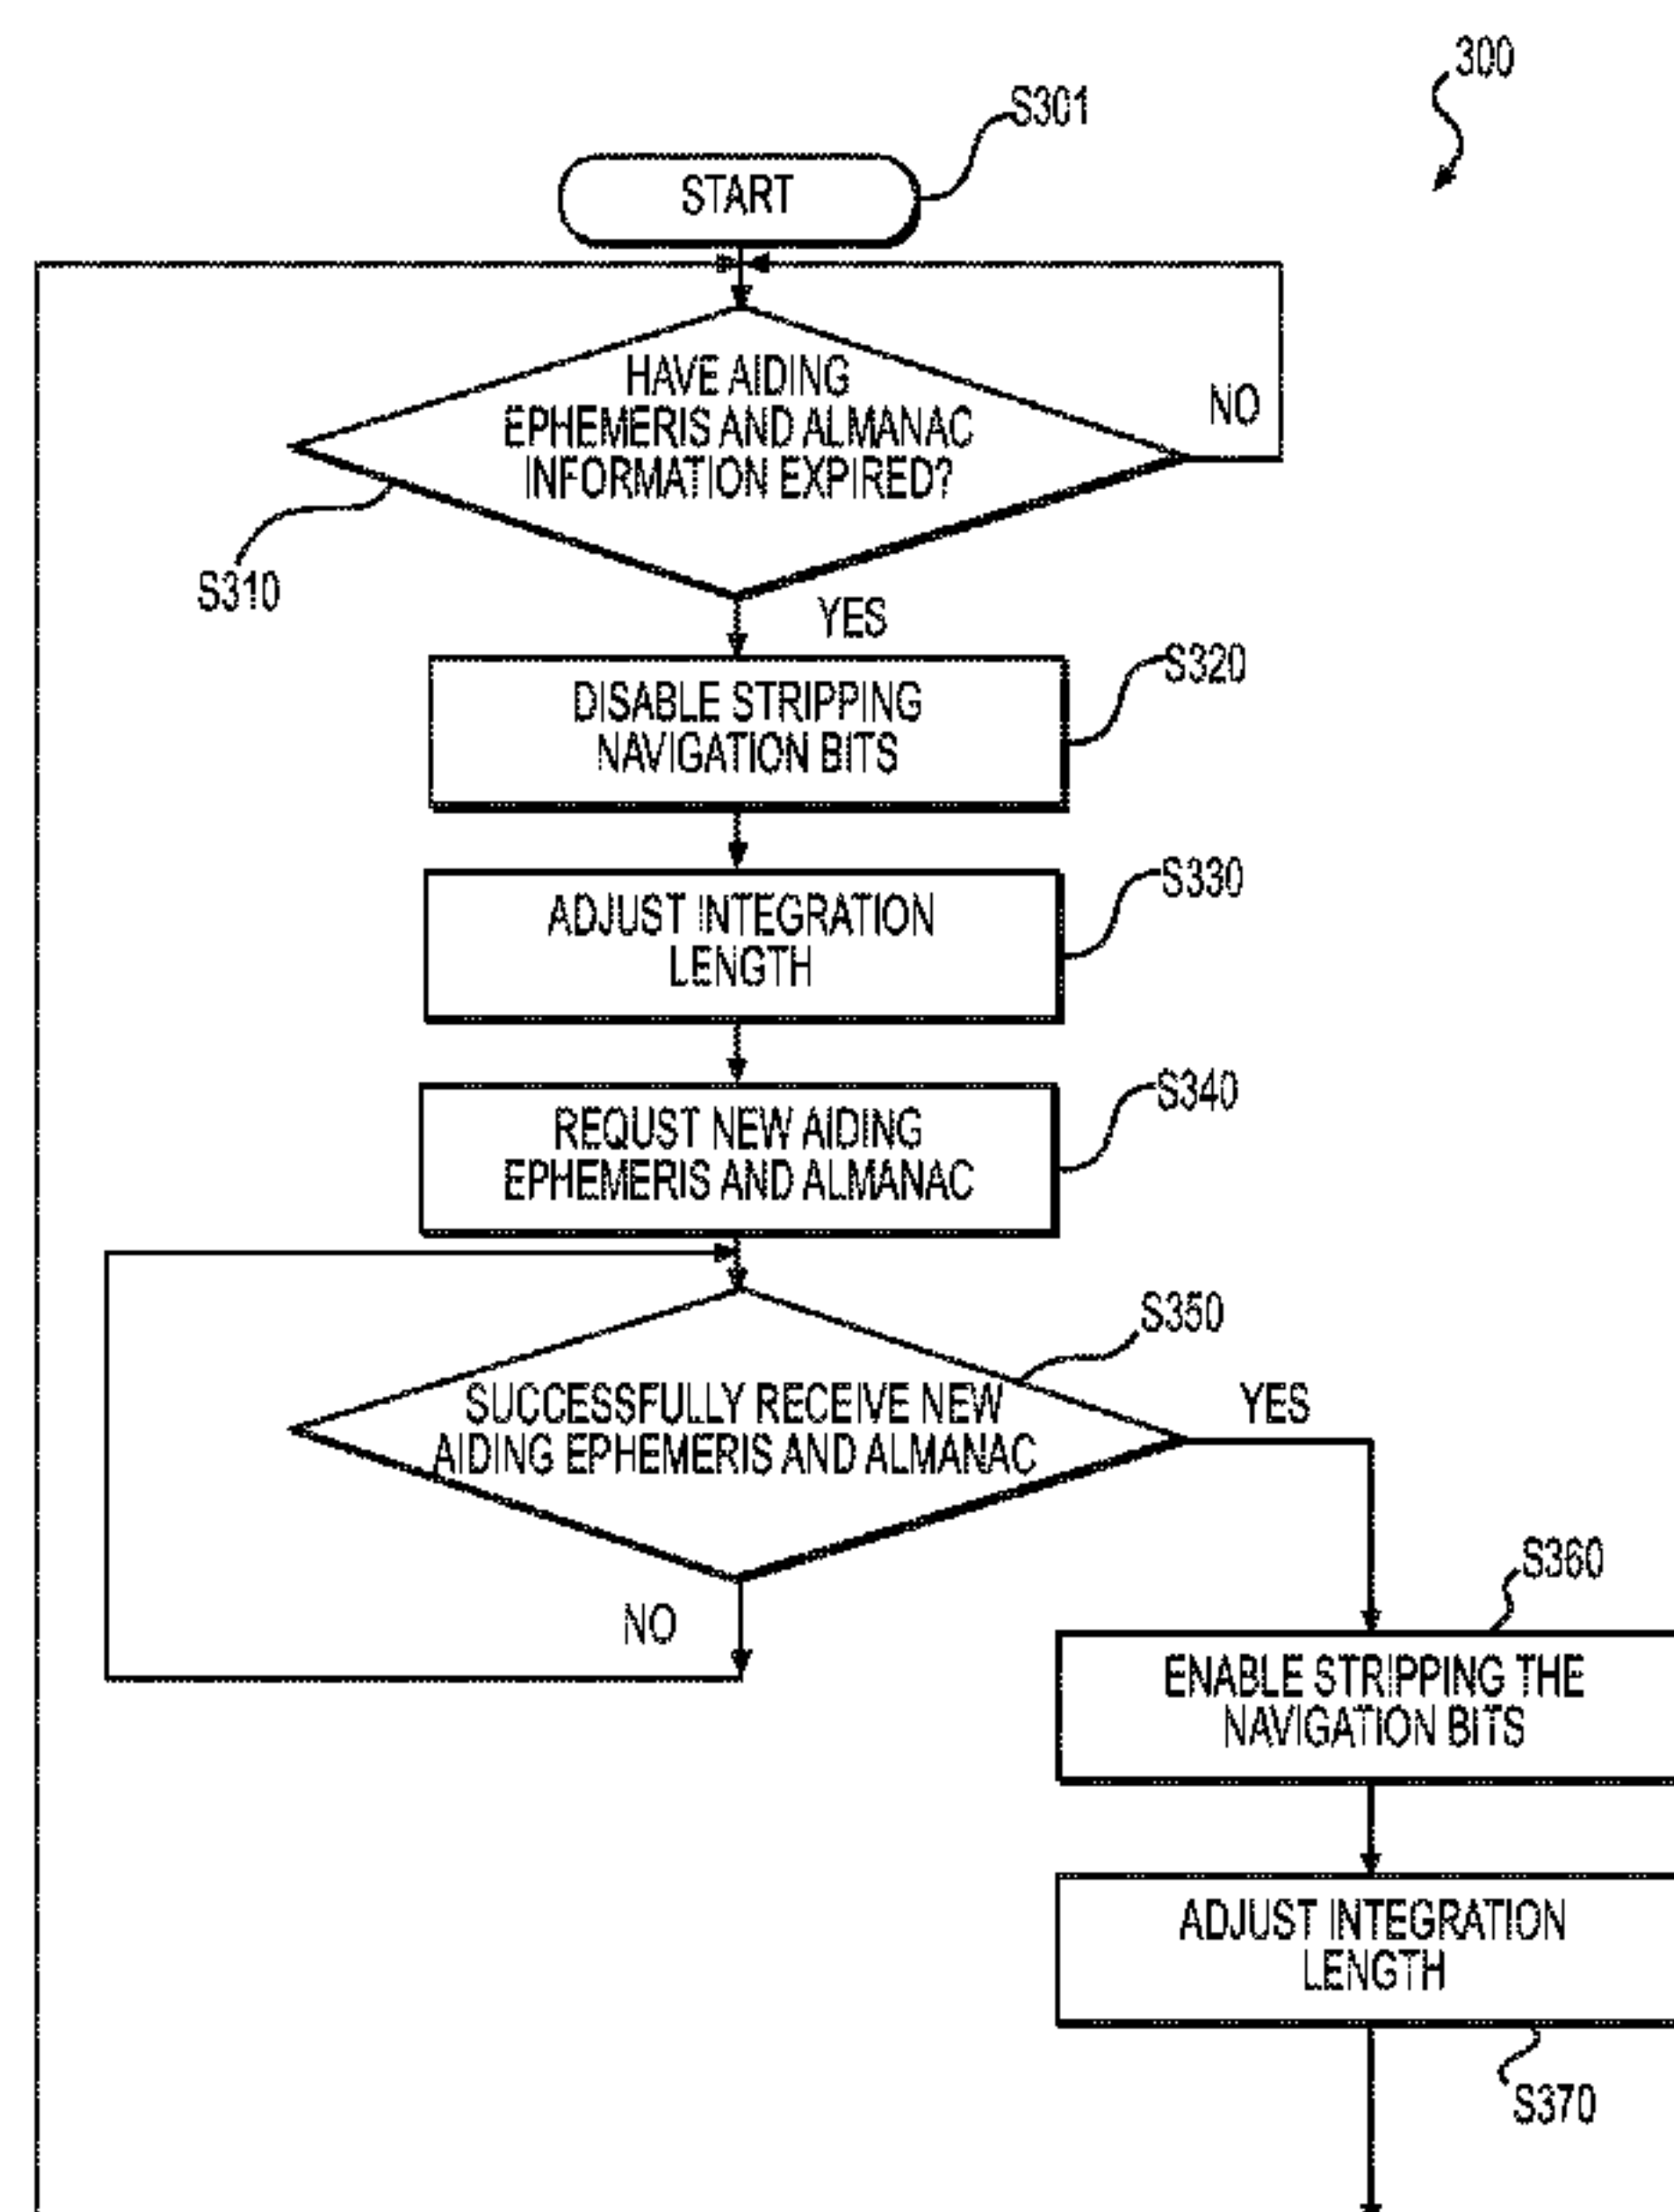 300
S301
START
HAVE AIDING
EPHEMERIS AND ALMANAC
INFORMATION EXPIRED?
NO
S310
YES
S320
DISABLE STRIPPING
NAVIGATION BITS
S330
ADJUST INTEGRATION
LENGTH
S340
REQUST NEW AIDING
EPHEMERIS AND ALMANAC
S350
SUCCESSFULLY RECEIVE NEW
AIDING EPHEMERIS AND ALMANAC
YES
NO
S360
ENABLE STRIPPING THE
NAVIGATION BITS
ADJUST INTEGRATION
LENGTH
S370